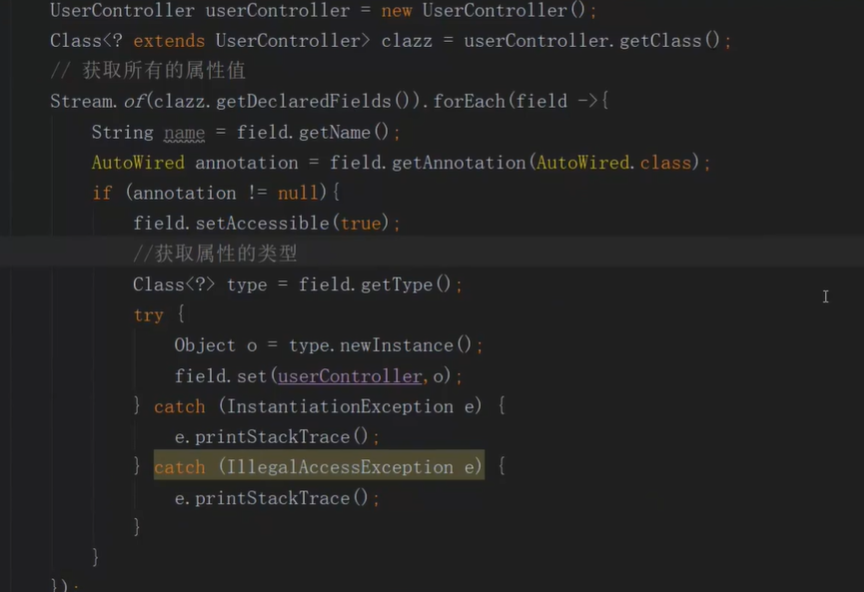 UserController userController = new UserController();
Class<? extends UserController> clazz = userController.getClass();
// 获取所有的属性值
Stream.of(clazz.getDeclaredFields()).forEach(field ->{
String name = field.getName();
AutoWired annotation = field.getAnnotation(AutoWired.class);
if (annotation != null){
field.setAccessible(true);
//获取属性的类型
Class<?> type = field.getType();
try {
Object o = type.newInstance();
field.set(userController,o);
} catch (InstantiationException e) {
e.printStackTrace();
} catch (IllegalAccessException e) {
e.printStackTrace();
}
}
});